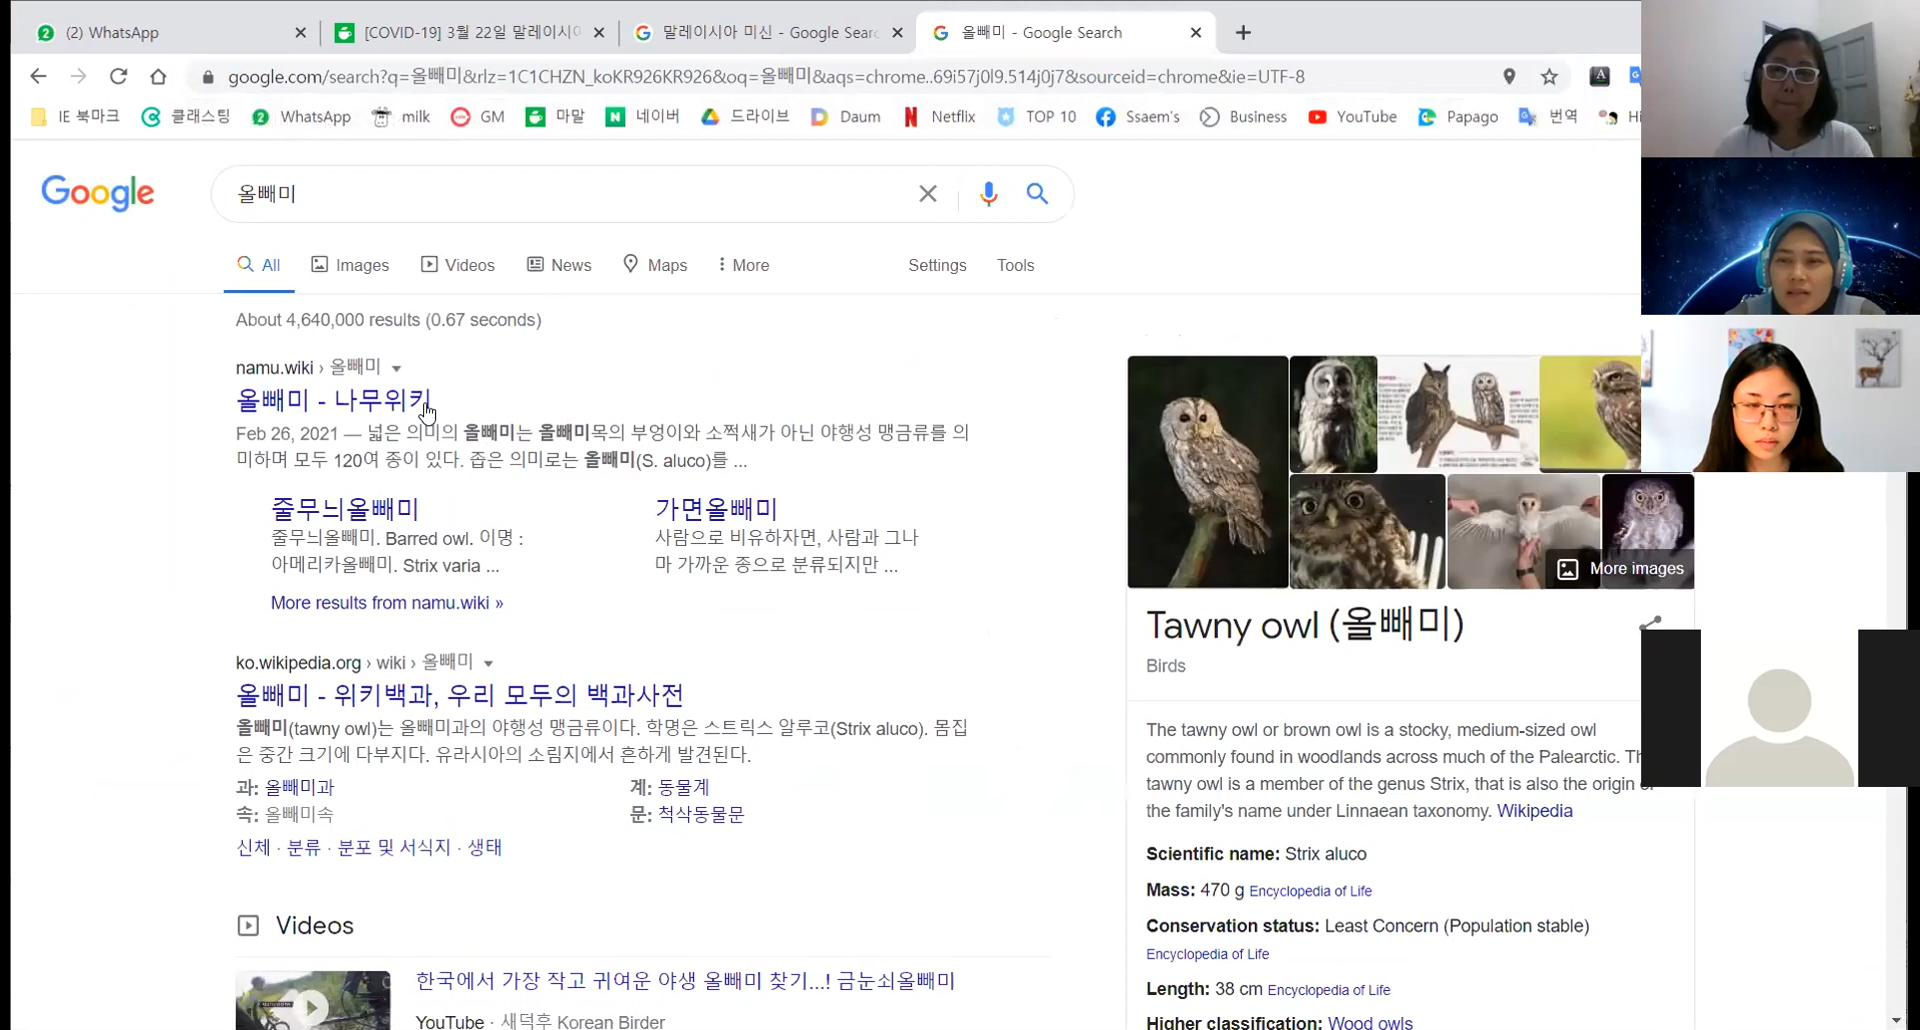 (2) WhatsApp
[COVID-19] 3월 22일 말레이시아
말레이시아 미신 - Google Searc
올빼미 - Google Search
google.com/search?q=올빼미&rlz=1C1CHZN_koKR926KR926&oq=올빼미&aqs=chrome..69i57j0l9.514j0j7&sourceid=chrome&ie=UTF-8
IE 북마크 클래스팅 WhatsApp milk GM 마말 네이버 드라이브 Daum Netflix TOP 10 Ssaem's Business YouTube Papago 번역 Hi
Google
올빼미
All Images Videos News Maps More Settings Tools
About 4,640,000 results (0.67 seconds)
namu.wiki › 올빼미
올빼미 - 나무위키
Feb 26, 2021 — 넓은 의미의 올빼미는 올빼미목의 부엉이와 소쩍새가 아닌 야행성 맹금류를 의
미하며 모두 120여 종이 있다. 좁은 의미로는 올빼미(S. aluco)를 ...
줄무늬올빼미
줄무늬올빼미. Barred owl. 이명 :
아메리카올빼미. Strix varia ...
가면올빼미
사람으로 비유하자면, 사람과 그나
마 가까운 종으로 분류되지만 ...
More results from namu.wiki »
ko.wikipedia.org › wiki › 올빼미
올빼미 - 위키백과, 우리 모두의 백과사전
올빼미(tawny owl)는 올빼미과의 야행성 맹금류이다. 학명은 스트릭스 알루코(Strix aluco). 몸집
은 중간 크기에 다부지다. 유라시아의 소림지에서 흔하게 발견된다.
과: 올빼미과 계: 동물계
속: 올빼미속 문: 척삭동물문
신체 · 분류 · 분포 및 서식지 · 생태
Videos
한국에서 가장 작고 귀여운 야생 올빼미 찾기...! 금눈쇠올빼미
YouTube · 새덕후 Korean Birder
More images
Tawny owl (올빼미)
Birds
The tawny owl or brown owl is a stocky, medium-sized owl
commonly found in woodlands across much of the Palearctic.
tawny owl is a member of the genus Strix, that is also the origin
the family's name under Linnaean taxonomy. Wikipedia
Scientific name: Strix aluco
Mass: 470 g Encyclopedia of Life
Conservation status: Least Concern (Population stable)
Encyclopedia of Life
Length: 38 cm Encyclopedia of Life
Higher classification: Wood owls